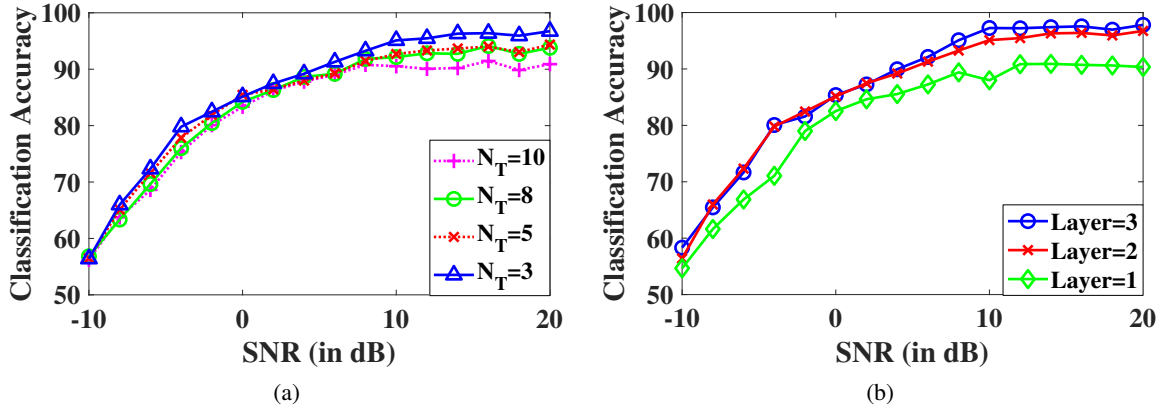 Classification Accuracy
100
90
80
70
60
50
-10
0
10
20
SNR (in dB)
N_T=10
N_T=8
N_T=5
N_T=3
(a)
Classification Accuracy
100
90
80
70
60
50
-10
0
10
20
SNR (in dB)
Layer=3
Layer=2
Layer=1
(b)